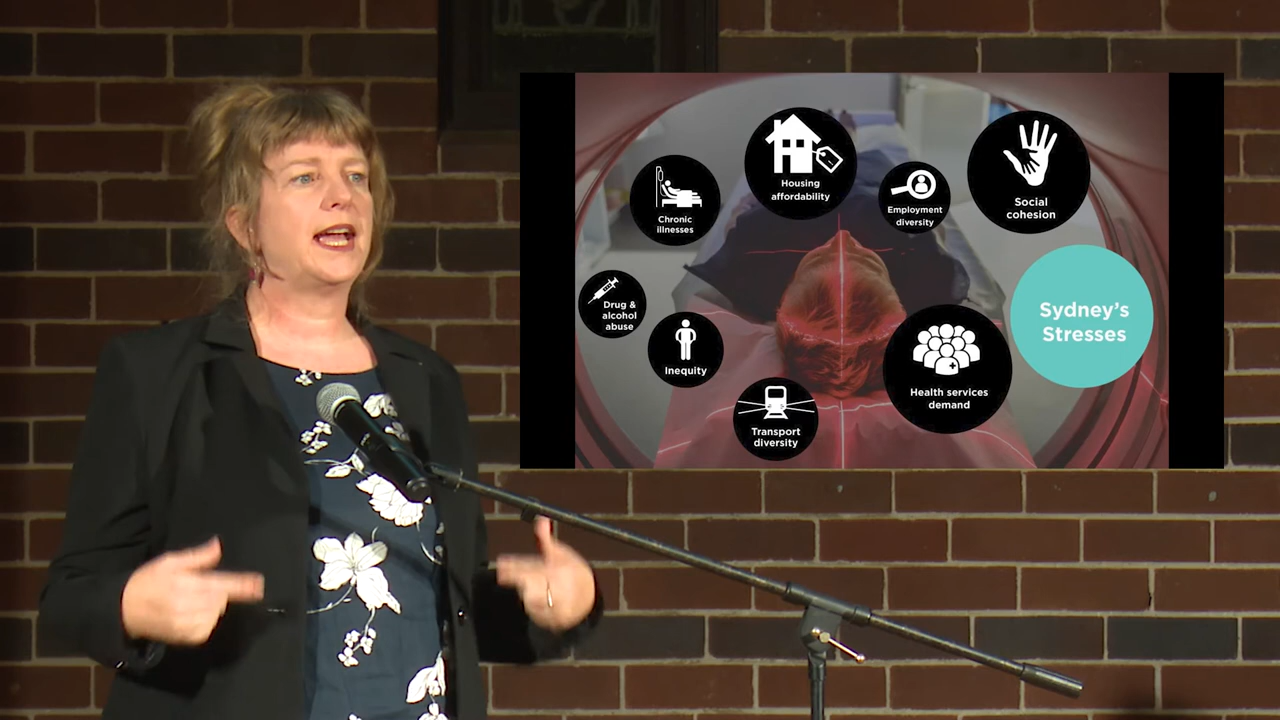 Chronic
illnesses
Housing
affordability
Employment
diversity
Social
cohesion
Drug &
alcohol
abuse
Inequity
Transport
diversity
Health services
demand
Sydney's
Stresses